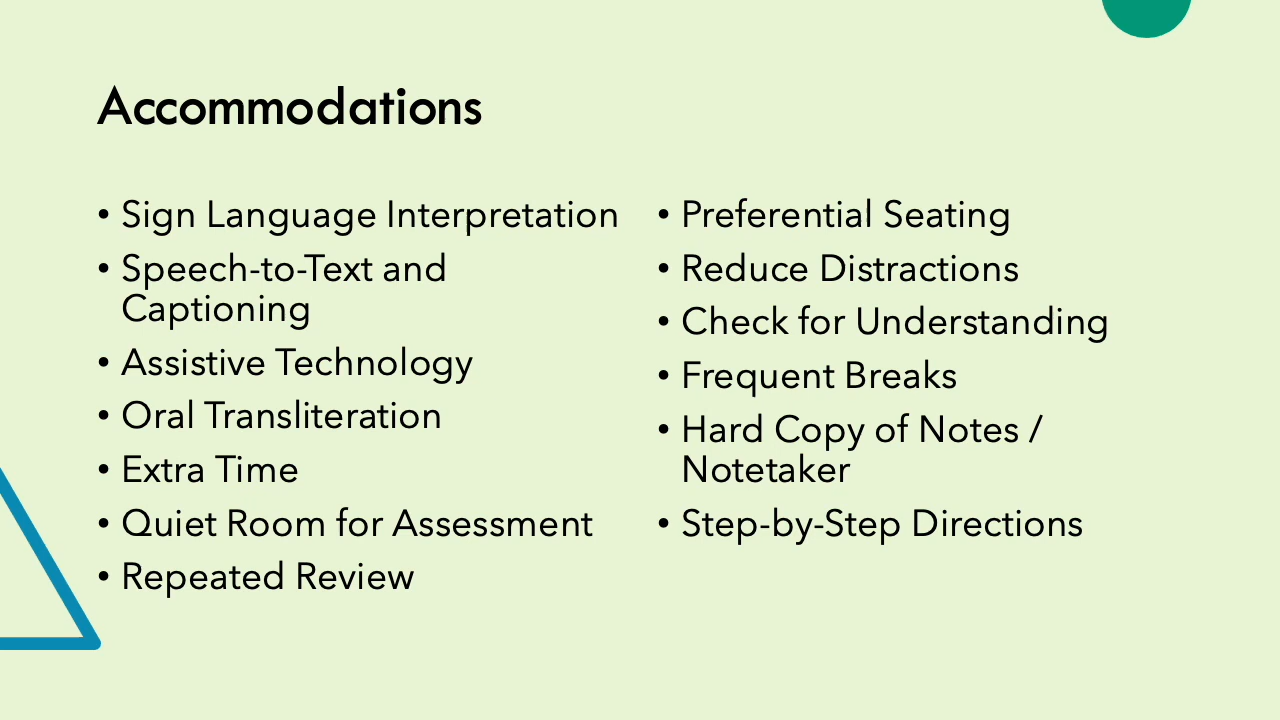 Accommodations
• Sign Language Interpretation
• Speech-to-Text and
Captioning
• Assistive Technology
• Oral Transliteration
• Extra Time
• Quiet Room for Assessment
• Repeated Review
• Preferential Seating
• Reduce Distractions
• Check for Understanding
• Frequent Breaks
• Hard Copy of Notes /
Notetaker
• Step-by-Step Directions